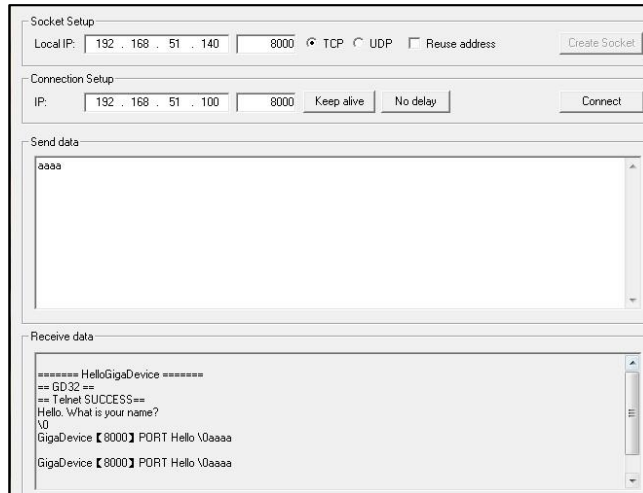 Socket Setup
Local IP: 192 . 168 . 51 . 140 8000 TCP UDP Reuse address Create Socket
Connection Setup
IP: 192 . 168 . 51 . 100 8000 Keep alive No delay Connect
Send data
aaaa
Receive data
======= HelloGigaDevice =======
== GD32 ==
== Telnet SUCCESS==
Hello. What is your name?
\0
GigaDevice【8000】PORT Hello \0aaaa
GigaDevice【8000】PORT Hello \0aaaa